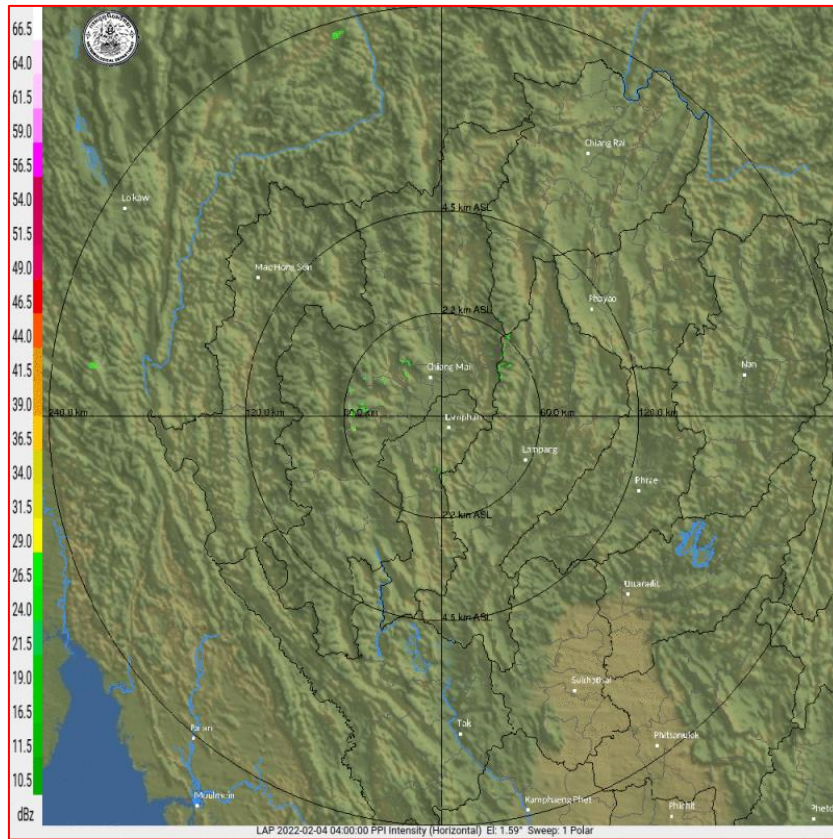 66.5
64.0
61.5
59.0
56.5
54.0
51.5
49.0
46.5
44.0
41.5
39.0
36.5
34.0
31.5
29.0
26.5
24.0
21.5
19.0
16.5
11.5
10.5
dBz
Chiang Rai
Loikaw
4.5 km ASL
Mae Hong Son
Phayao
2.2 km ASL
Nan
Chiang Mai
240.0 km
120.0 km
60.0 km
120.0 km
Lamphun
Lampang
Phrae
2.2 km ASL
Uttaradit
4.5 km ASL
Sukhothai
Tak
Pa-an
Phitsanulok
Moulmein
Kamphaeng Phet
Phichit
LAP 2022-02-04 04:00:00 PPI Intensity (Horizontal) El: 1.59° Sweep: 1 Polar